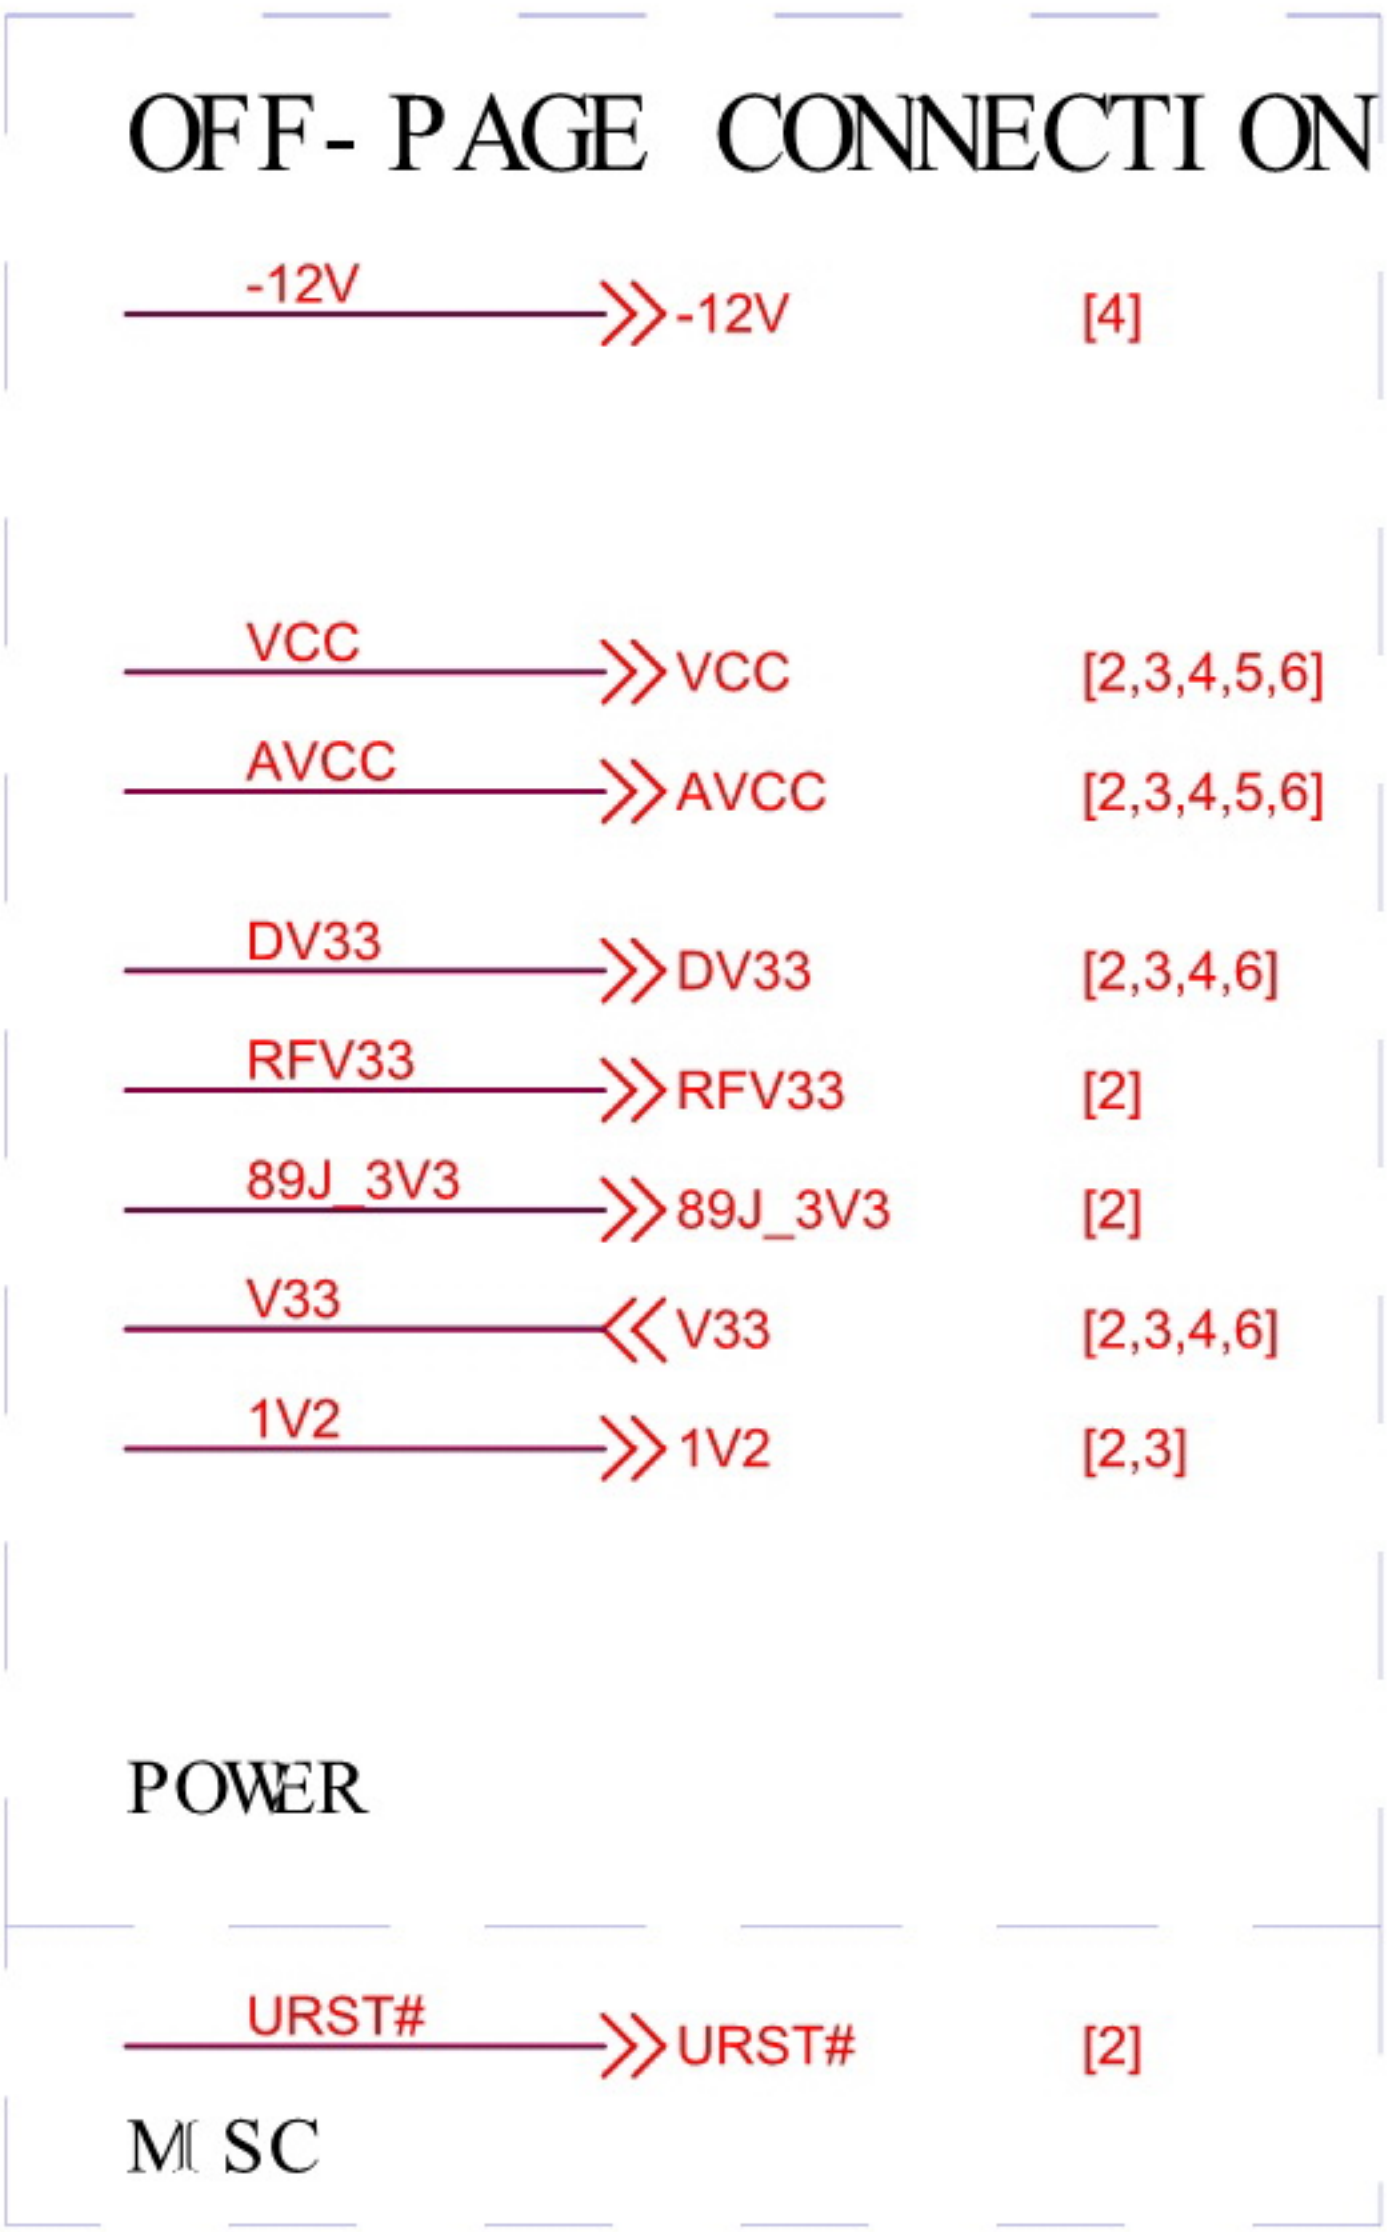 OFF-PAGE CONNECTION
-12V -12V [4]
VCC VCC [2,3,4,5,6]
AVCC AVCC [2,3,4,5,6]
DV33 DV33 [2,3,4,6]
RFV33 RFV33 [2]
89J_3V3 89J_3V3 [2]
V33 V33 [2,3,4,6]
1V2 1V2 [2,3]
POWER
URST# URST# [2]
MISC